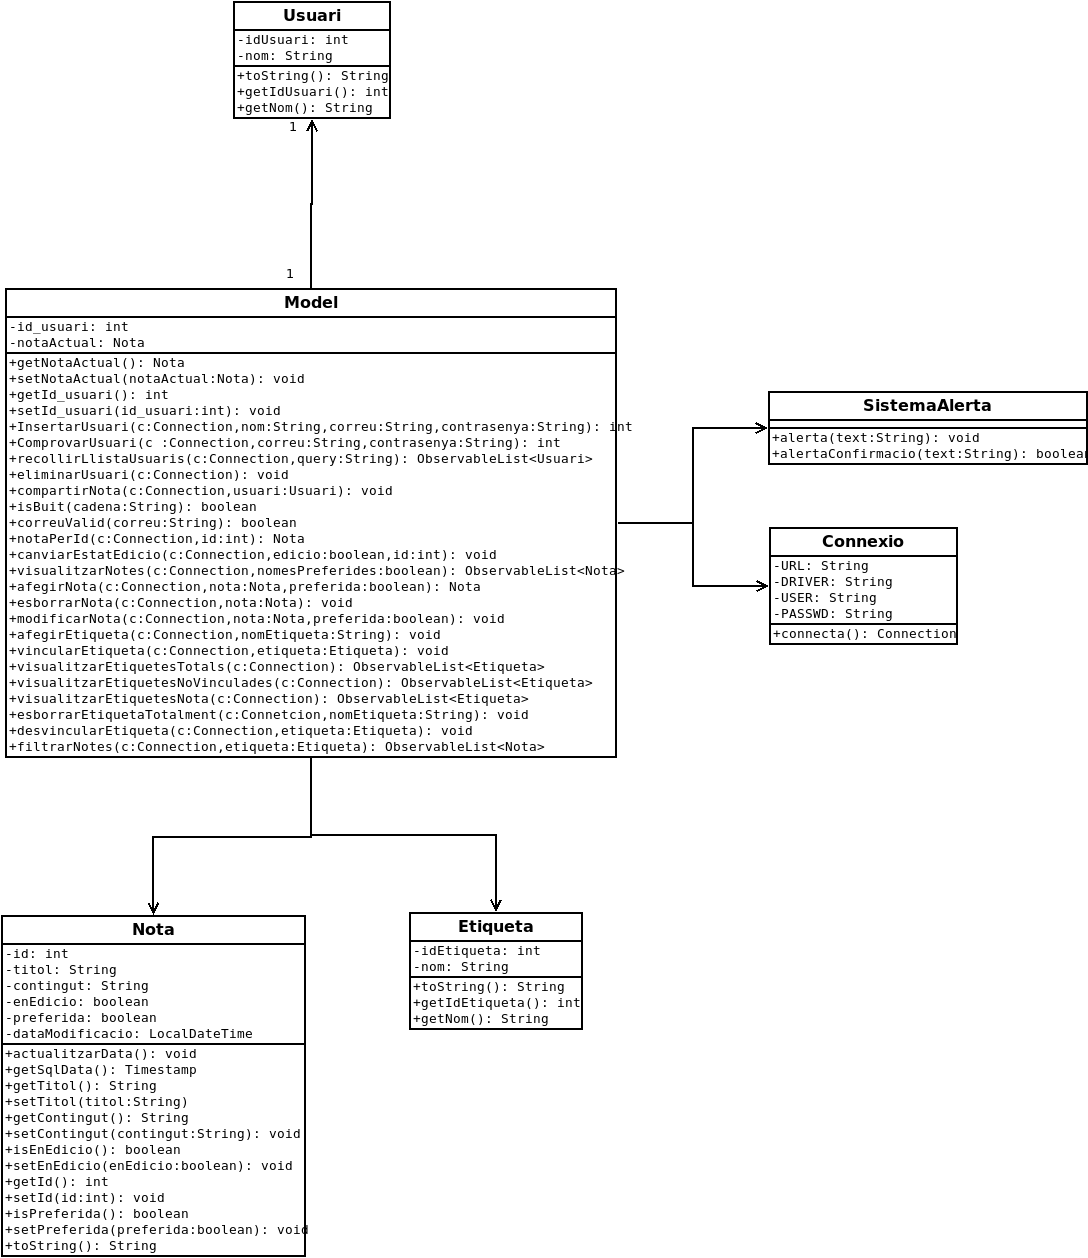 Usuari
-idUsuari: int
-nom: String
+toString(): String
+getIdUsuari(): int
+getNom(): String
1
1
Model
-id_usuari: int
-notaActual: Nota
+getNotaActual(): Nota
+setNotaActual(notaActual:Nota): void
+getId_usuari(): int
+setId_usuari(id_usuari:int): void
+InsertarUsuari(c:Connection,nom:String,correu:String,contrasenya:String): int
+ComprovarUsuari(c :Connection,correu:String,contrasenya:String): int
+recollirLlistaUsuaris(c:Connection,query:String): ObservableList<Usuari>
+eliminarUsuari(c:Connection): void
+compartirNota(c:Connection,usuari:Usuari): void
+isBuit(cadena:String): boolean
+correuValid(correu:String): boolean
+notaPerId(c:Connection,id:int): Nota
+canviarEstatEdicio(c:Connection,edicio:boolean,id:int): void
+visualitzarNotes(c:Connection,nomesPreferides:boolean): ObservableList<Nota>
+afegirNota(c:Connection,nota:Nota,preferida:boolean): Nota
+esborrarNota(c:Connection,nota:Nota): void
+modificarNota(c:Connection,nota:Nota,preferida:boolean): void
+afegirEtiqueta(c:Connection,nomEtiqueta:String): void
+vincularEtiqueta(c:Connection,etiqueta:Etiqueta): void
+visualitzarEtiquetesTotals(c:Connection): ObservableList<Etiqueta>
+visualitzarEtiquetesNoVinculades(c:Connection): ObservableList<Etiqueta>
+visualitzarEtiquetesNota(c:Connection): ObservableList<Etiqueta>
+esborrarEtiquetaTotalment(c:Connetcion,nomEtiqueta:String): void
+desvincularEtiqueta(c:Connection,etiqueta:Etiqueta): void
+filtrarNotes(c:Connection,etiqueta:Etiqueta): ObservableList<Nota>
SistemaAlerta
+alerta(text:String): void
+alertaConfirmacio(text:String): boolean
Connexio
-URL: String
-DRIVER: String
-USER: String
-PASSWD: String
+connecta(): Connection
Nota
-id: int
-titol: String
-contingut: String
-enEdicio: boolean
-preferida: boolean
-dataModificacio: LocalDateTime
+actualitzarData(): void
+getSqlData(): Timestamp
+getTitol(): String
+setTitol(titol:String)
+getContingut(): String
+setContingut(contingut:String): void
+isEnEdicio(): boolean
+setEnEdicio(enEdicio:boolean): void
+getId(): int
+setId(id:int): void
+isPreferida(): boolean
+setPreferida(preferida:boolean): void
+toString(): String
Etiqueta
-idEtiqueta: int
-nom: String
+toString(): String
+getIdEtiqueta(): int
+getNom(): String